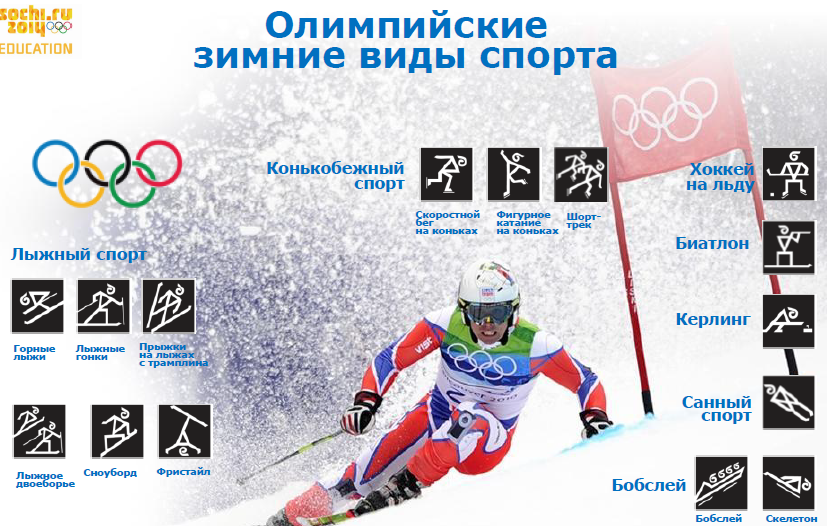 sochi.ru
2014
EDUCATION
Олимпийские
зимние виды спорта
Конькобежный
спорт
Скоростной
бег
на коньках
Фигурное
катание
на коньках
Шорт-
трек
Хоккей
на льду
Биатлон
Керлинг
Санный
спорт
Бобслей
Бобслей
Скелетон
Лыжный спорт
Горные
лыжи
Лыжные
гонки
Прыжки
на лыжах
с трамплина
Лыжное
двоеборье
Сноуборд
Фристайл
VIST